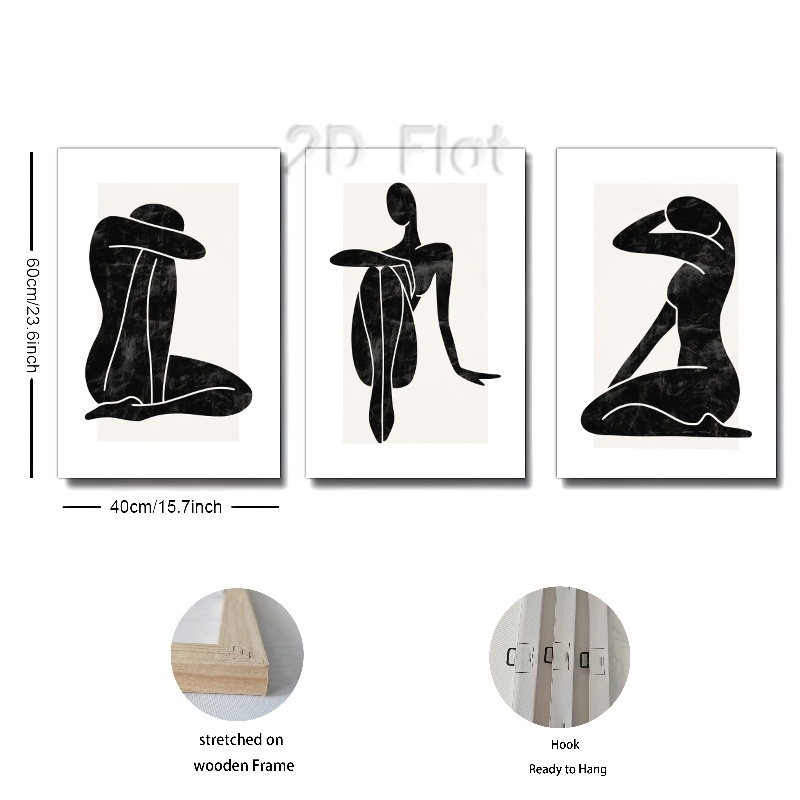 2D Flat
60cm/23.6inch
40cm/15.7inch
stretched on
wooden Frame
Hook
Ready to Hang